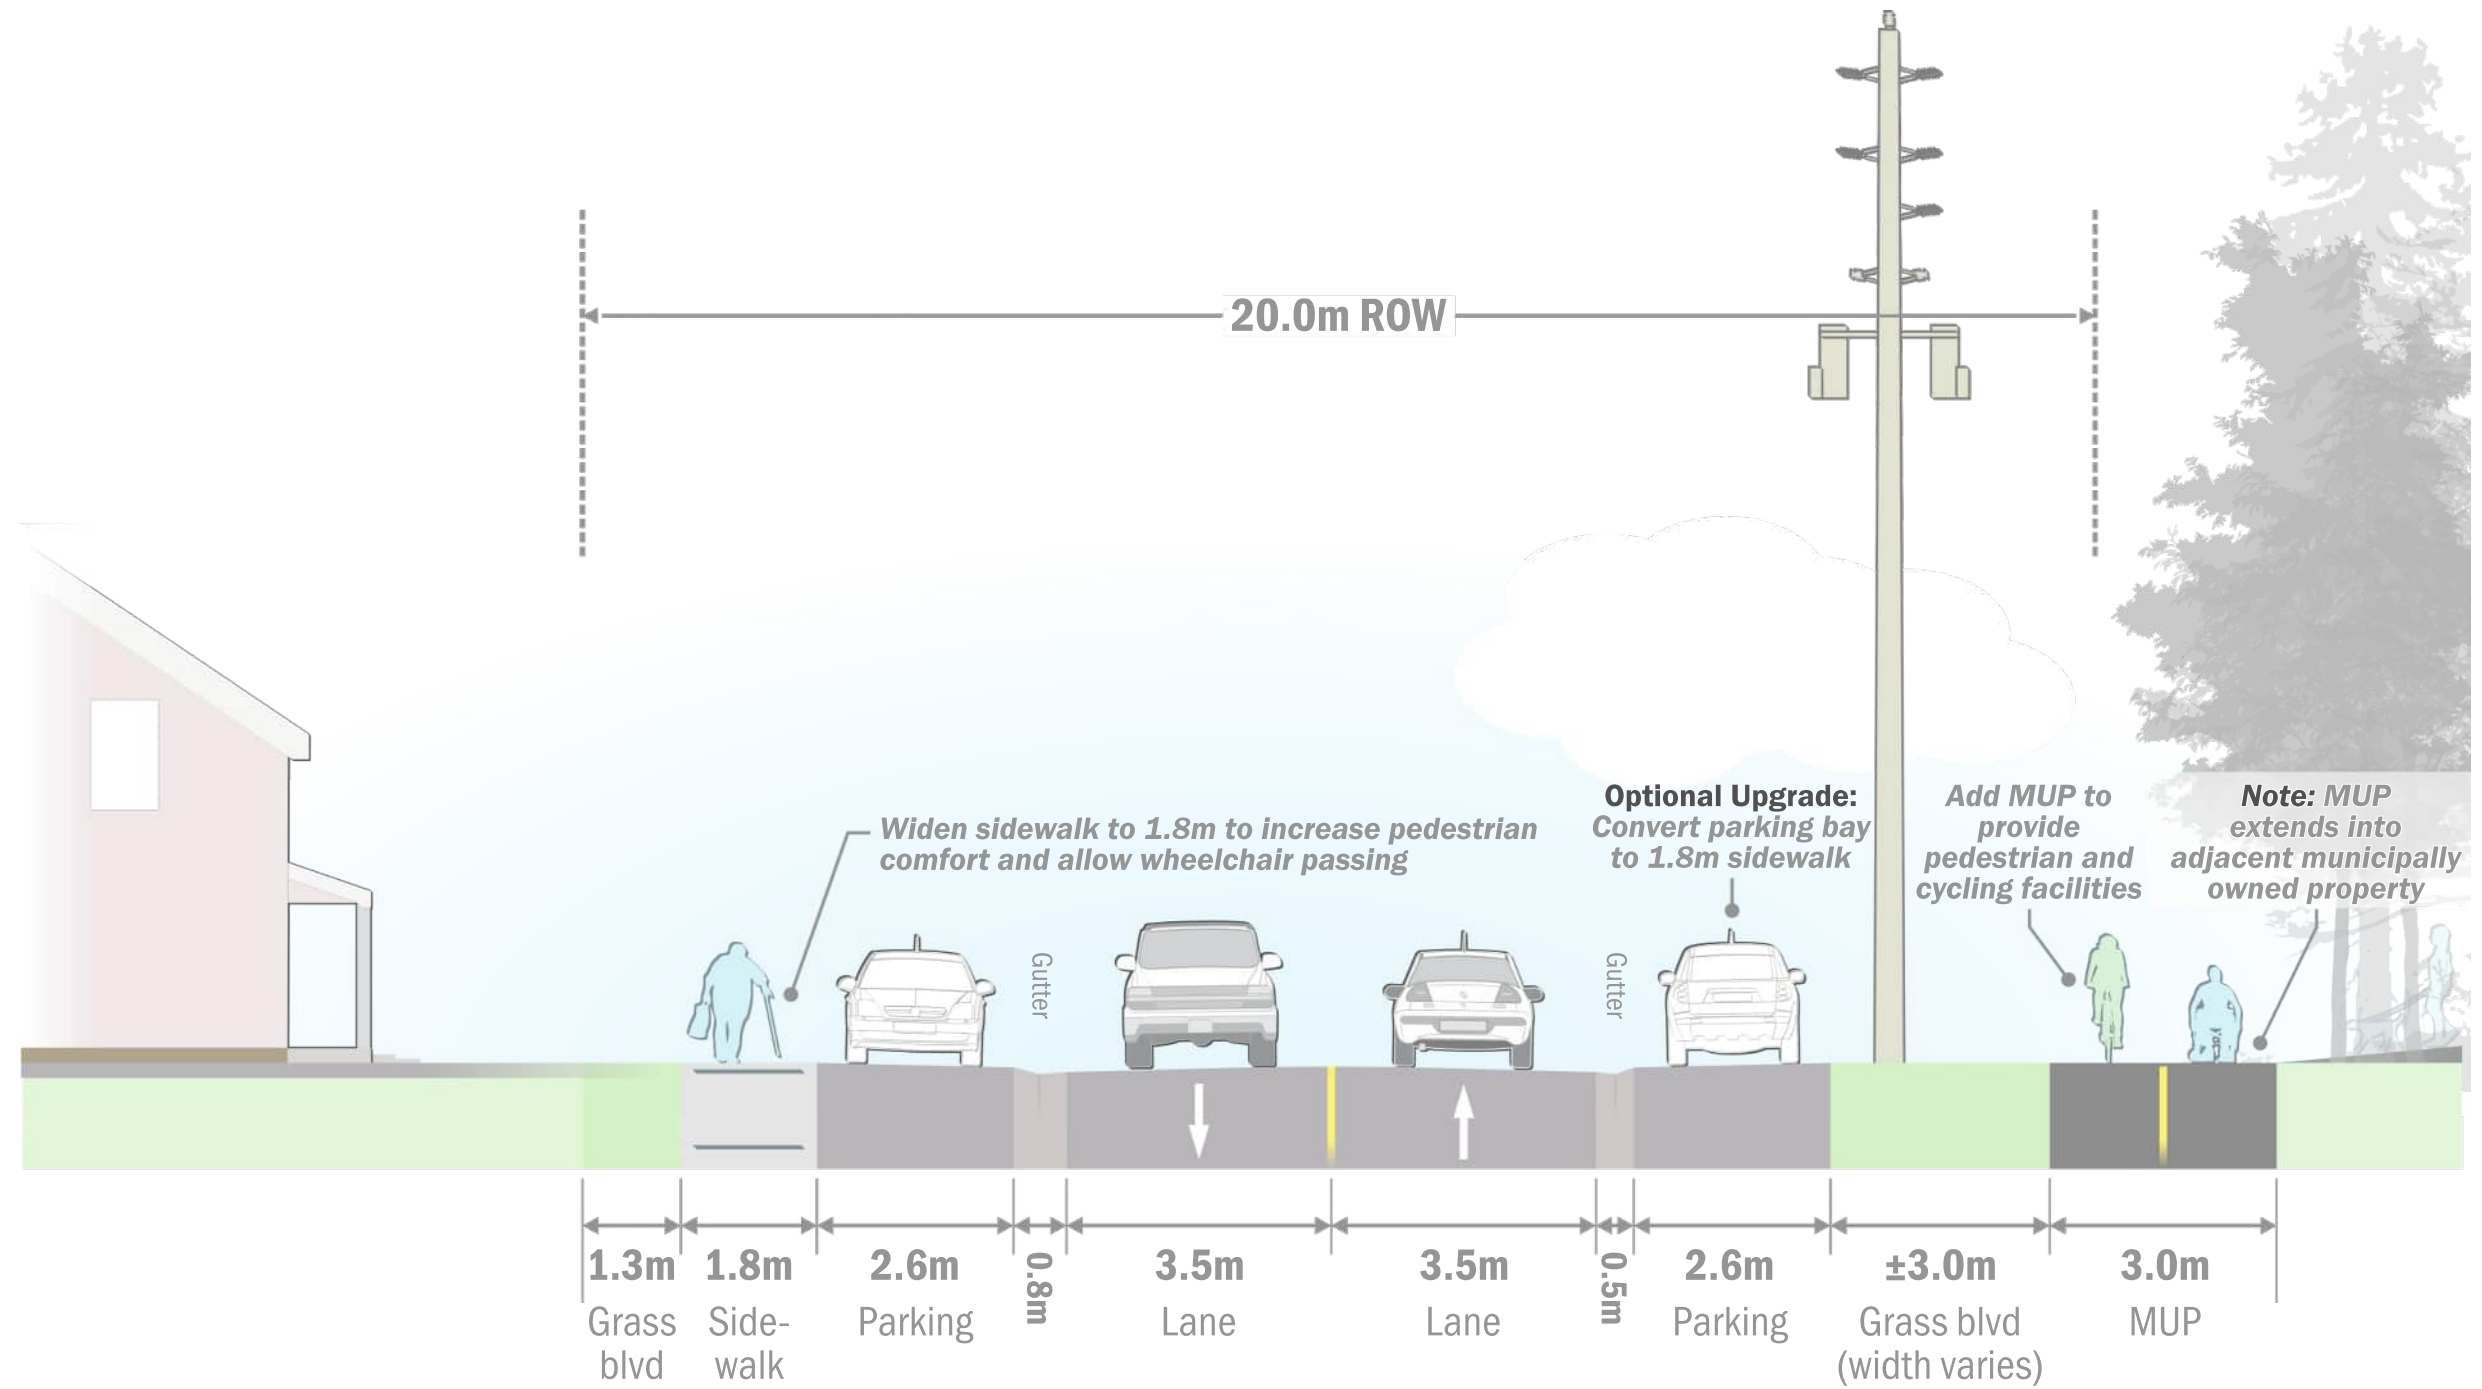 20.0m ROW
Widen sidewalk to 1.8m to increase pedestrian
comfort and allow wheelchair passing
Optional Upgrade:
Convert parking bay
to 1.8m sidewalk
Add MUP to
provide
pedestrian and
cycling facilities
Note: MUP
extends into
adjacent municipally
owned property
Gutter
Gutter
1.3m
Grass
blvd
1.8m
Side-
walk
2.6m
Parking
0.8m
3.5m
Lane
3.5m
Lane
0.5m
2.6m
Parking
±3.0m
Grass blvd
(width varies)
3.0m
MUP